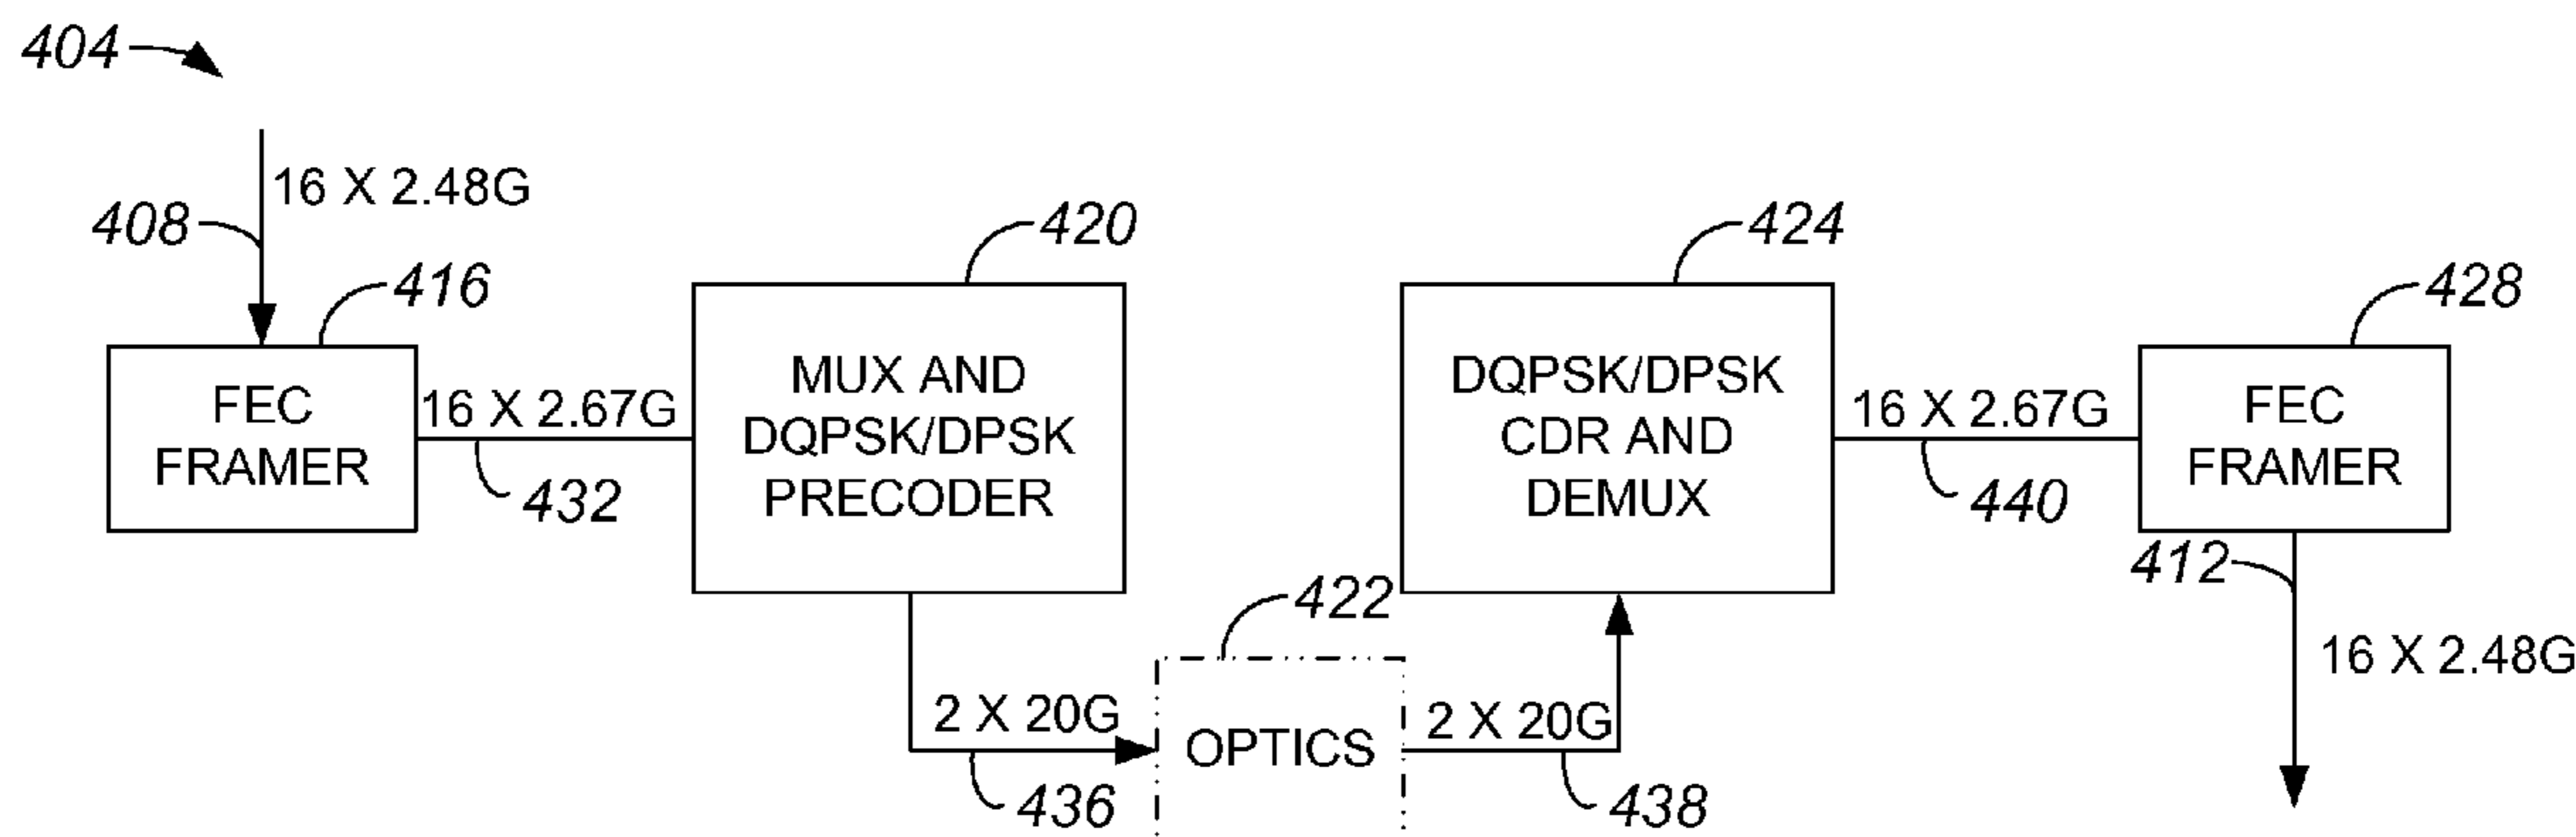 404
16 X 2.48G
408
416
FEC
FRAMER
16 X 2.67G
432
420
MUX AND
DQPSK/DPSK
PRECODER
2 X 20G
436
422
OPTICS
2 X 20G
438
424
DQPSK/DPSK
CDR AND
DEMUX
16 X 2.67G
440
428
FEC
FRAMER
412
16 X 2.48G